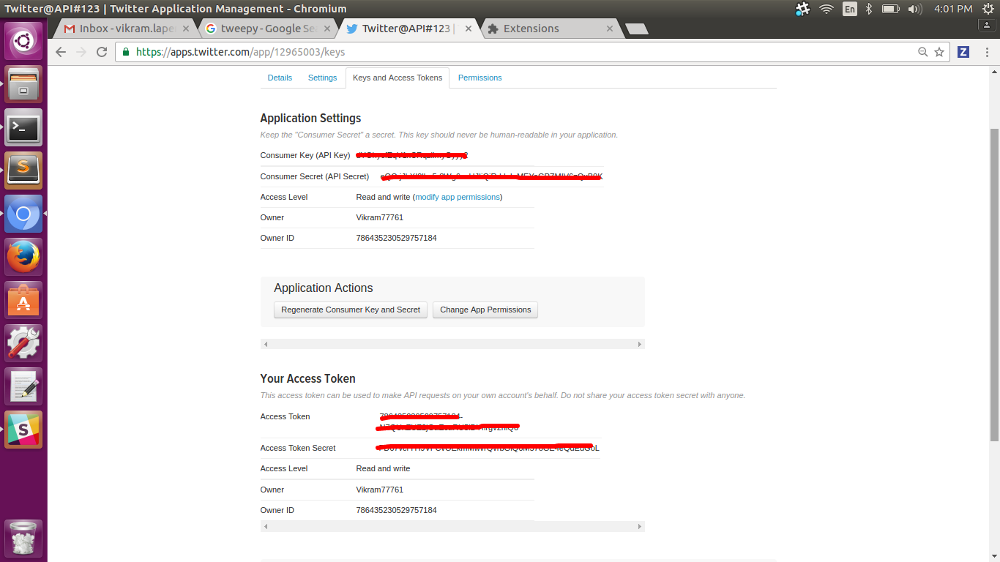 Twitter@API#123 | Twitter Application Management - Chromium
En
4:01 PM
Inbox - vikram.lape
tweepy - Google Se
Twitter@API#123 |
Extensions
https://apps.twitter.com/app/12965003/keys
Z
Details Settings Keys and Access Tokens Permissions
Application Settings
Keep the "Consumer Secret" a secret. This key should never be human-readable in your application.
Consumer Key (API Key)
Consumer Secret (API Secret)
Access Level Read and write (modify app permissions)
Owner Vikram77761
Owner ID 786435230529757184
Application Actions
Regenerate Consumer Key and Secret Change App Permissions
Your Access Token
This access token can be used to make API requests on your own account's behalf. Do not share your access token secret with anyone.
Access Token
Access Token Secret
Access Level Read and write
Owner Vikram77761
Owner ID 786435230529757184